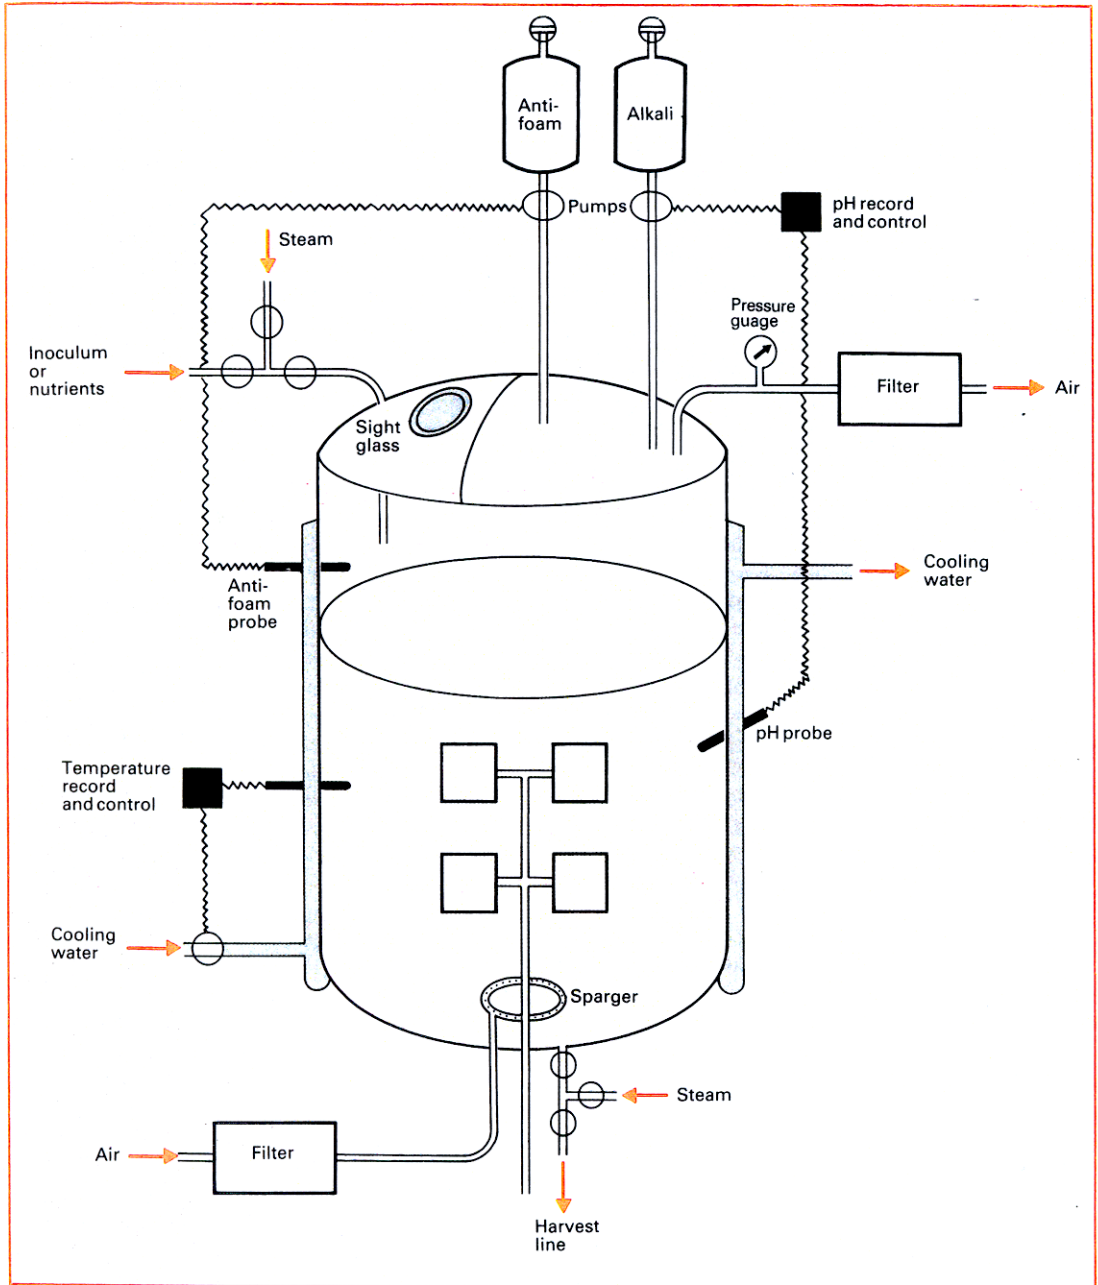 Anti-
foam
Alkali
Pumps
pH record
and control
Steam
Pressure
guage
Inoculum
or
nutrients
Filter
Air
Sight
glass
Cooling
water
Anti-
foam
probe
pH probe
Temperature
record
and control
Cooling
water
Sparger
Steam
Air
Filter
Harvest
line